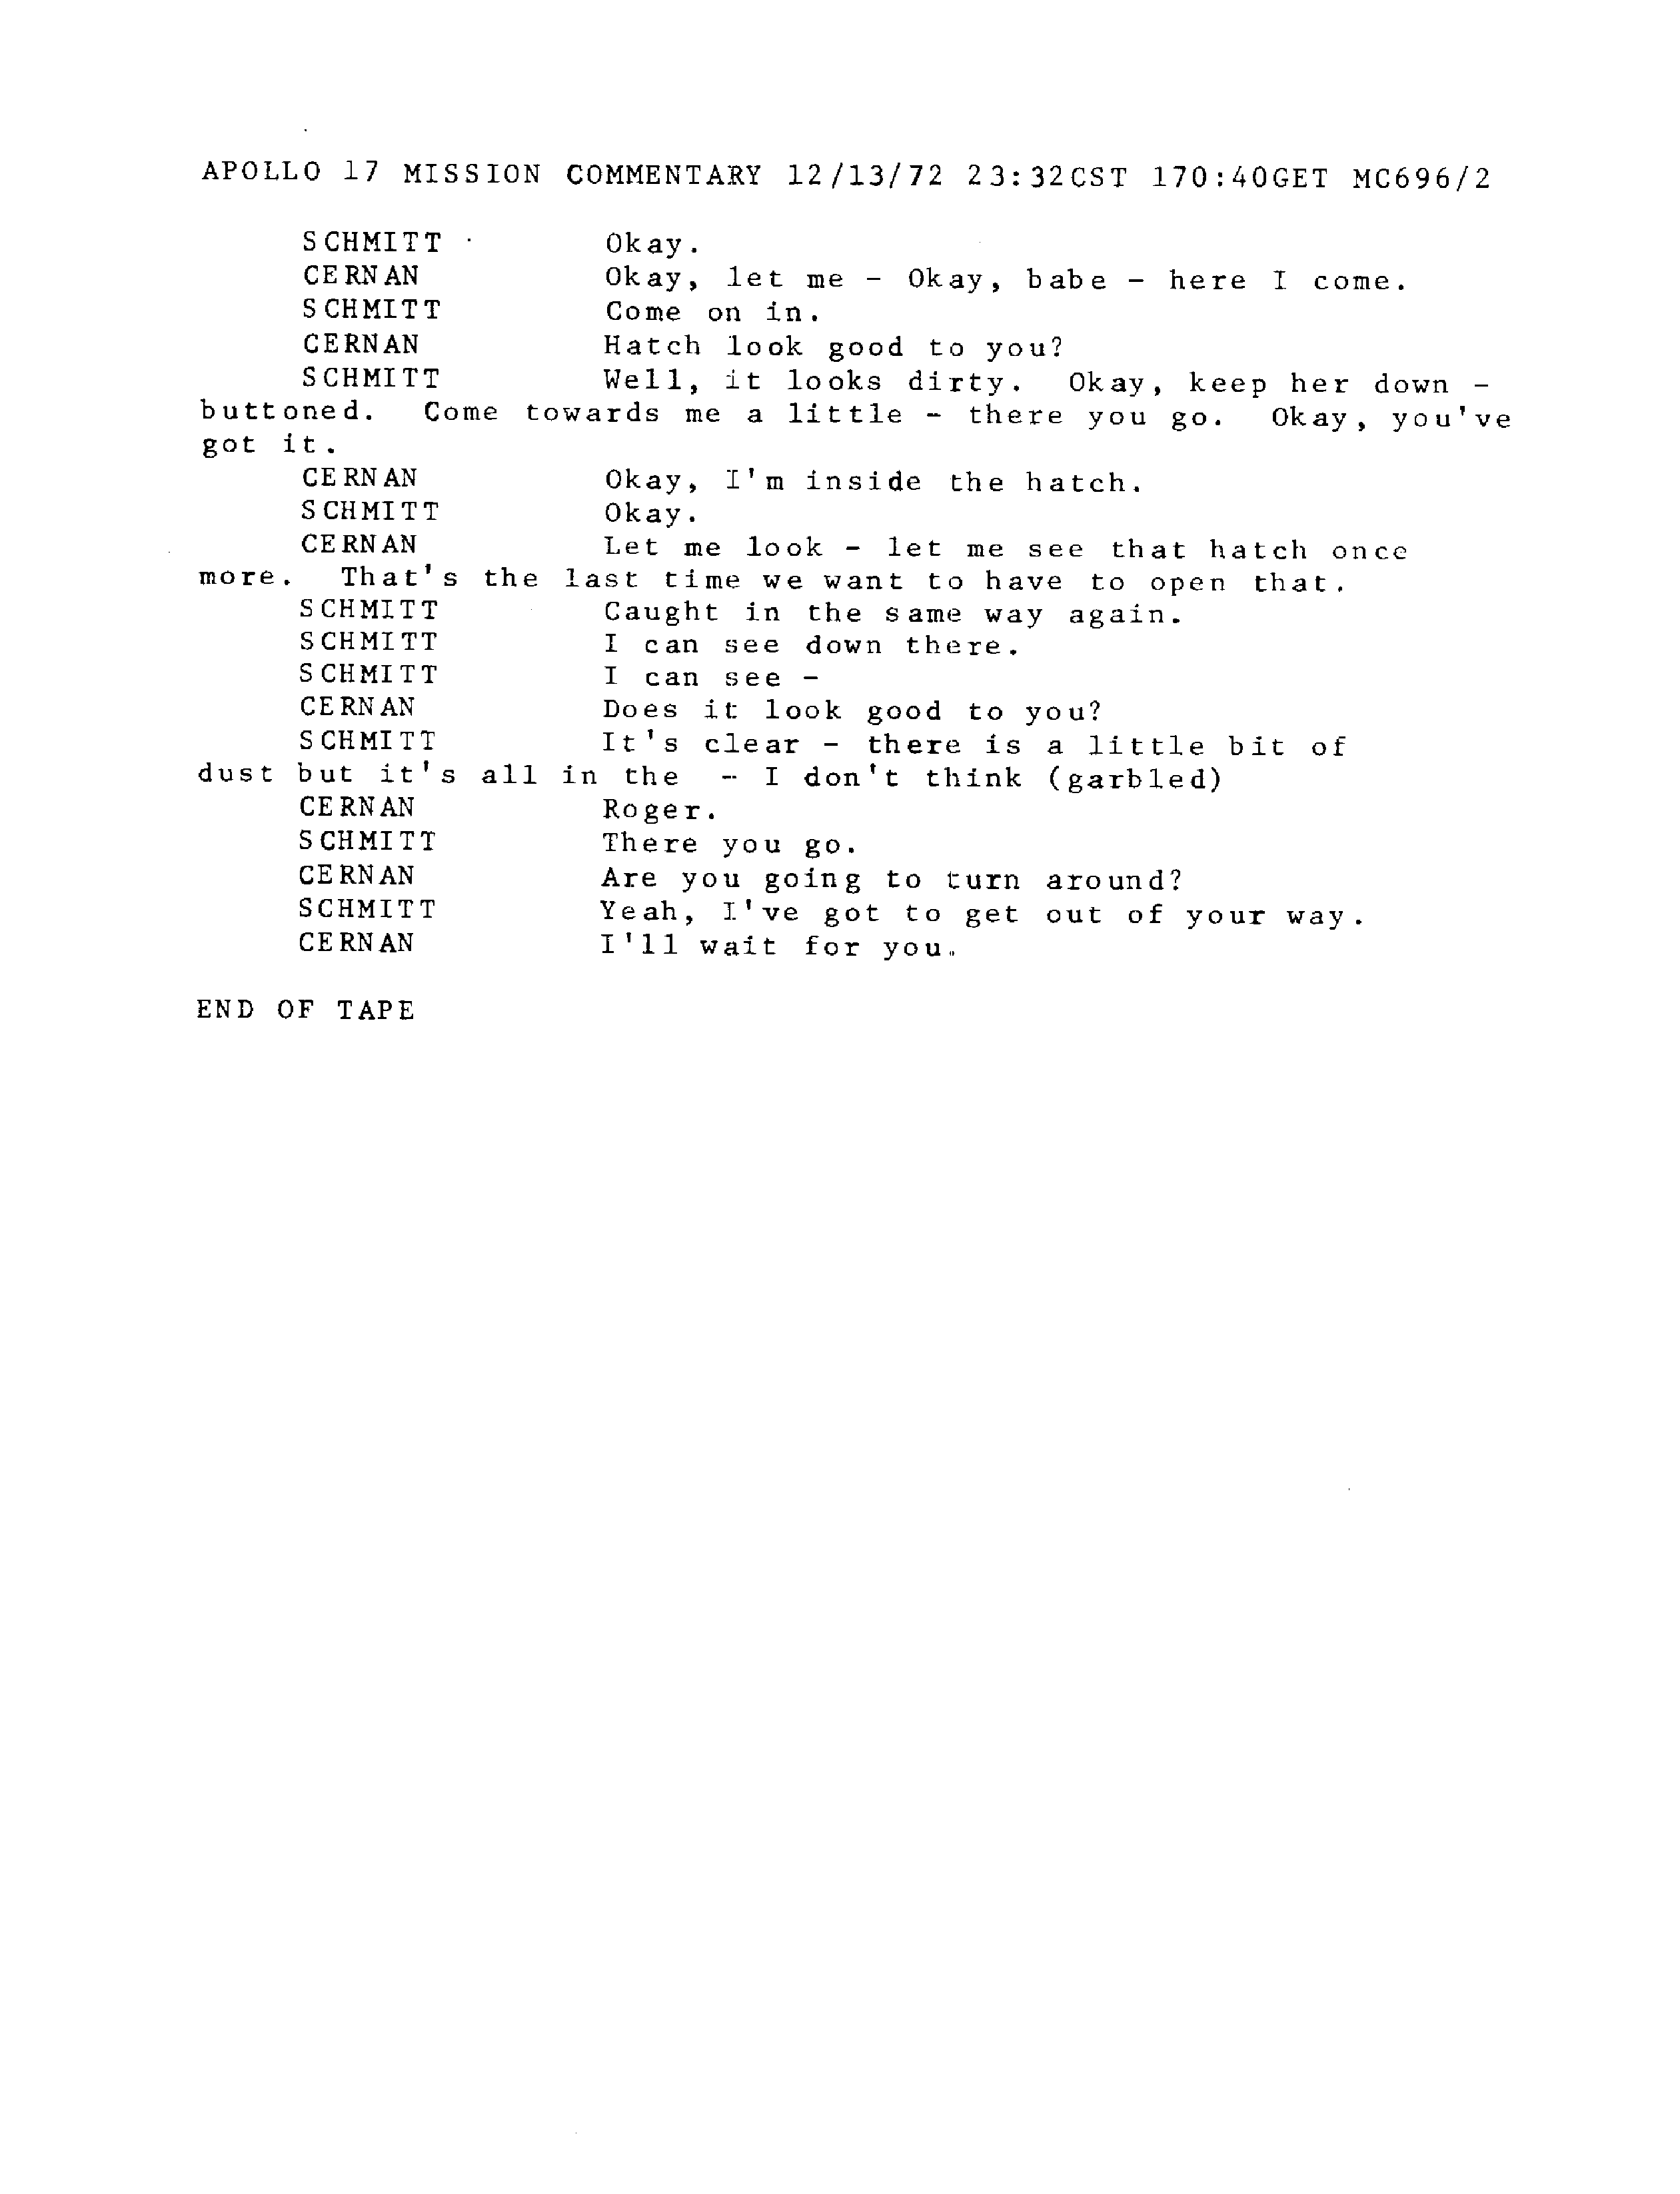 APOLLO 17 MISSION COMMENTARY 12/13/72 23:32CST 170:40GET MC696/2
SCHMITT Okay.
CERNAN Okay, let me - Okay, babe - here I come.
SCHMITT Come on in.
CERNAN Hatch look good to you?
SCHMITT Well, it looks dirty. Okay, keep her down -
buttoned. Come towards me a little - there you go. Okay, you've
got it.
CERNAN Okay, I'm inside the hatch.
SCHMITT Okay.
CERNAN Let me look - let me see that hatch once
more. That's the last time we want to have to open that.
SCHMITT Caught in the same way again.
SCHMITT I can see down there.
SCHMITT I can see -
CERNAN Does it look good to you?
SCHMITT It's clear - there is a little bit of
dust but it's all in the - I don't think (garbled)
CERNAN Roger.
SCHMITT There you go.
CERNAN Are you going to turn around?
SCHMITT Yeah, I've got to get out of your way.
CERNAN I'll wait for you.
END OF TAPE